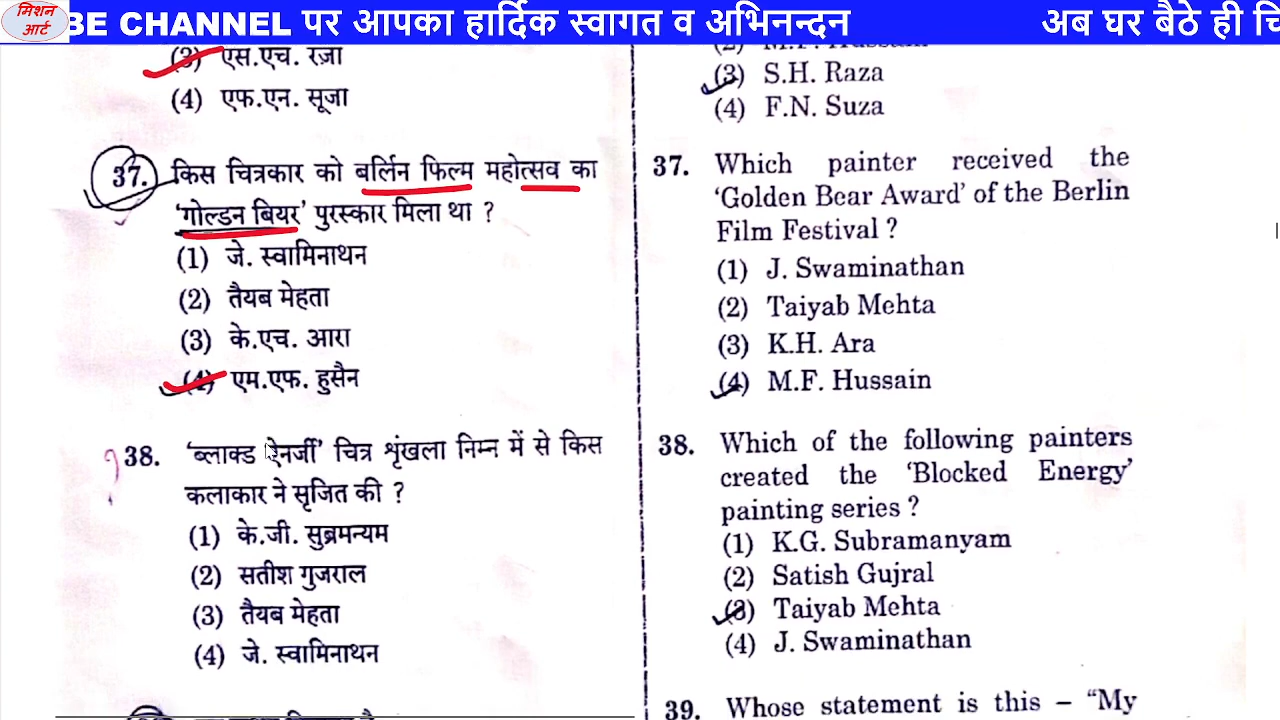 मिशन
आर्ट
BE CHANNEL पर आपका हार्दिक स्वागत व अभिनन्दन
अब घर बैठे ही
(3) एस.एच. रज़ा
(4) एफ.एन. सूजा
37. किस चित्रकार को बर्लिन फिल्म महोत्सव का
‘गोल्डन बियर’ पुरस्कार मिला था ?
(1) जे. स्वामिनाथन
(2) तैयब मेहता
(3) के.एच. आरा
(4) एम.एफ. हुसैन
38. ‘ब्लाक्ड ऐनर्जी’ चित्र शृंखला निम्न में से किस
कलाकार ने सृजित की ?
(1) के.जी. सुब्रमन्यम
(2) सतीश गुजराल
(3) तैयब मेहता
(4) जे. स्वामिनाथन
(2) M.F. Hussain
(3) S.H. Raza
(4) F.N. Suza
37. Which painter received the
‘Golden Bear Award’ of the Berlin
Film Festival ?
(1) J. Swaminathan
(2) Taiyab Mehta
(3) K.H. Ara
(4) M.F. Hussain
38. Which of the following painters
created the ‘Blocked Energy’
painting series ?
(1) K.G. Subramanyam
(2) Satish Gujral
(3) Taiyab Mehta
(4) J. Swaminathan
39. Whose statement is this – “My